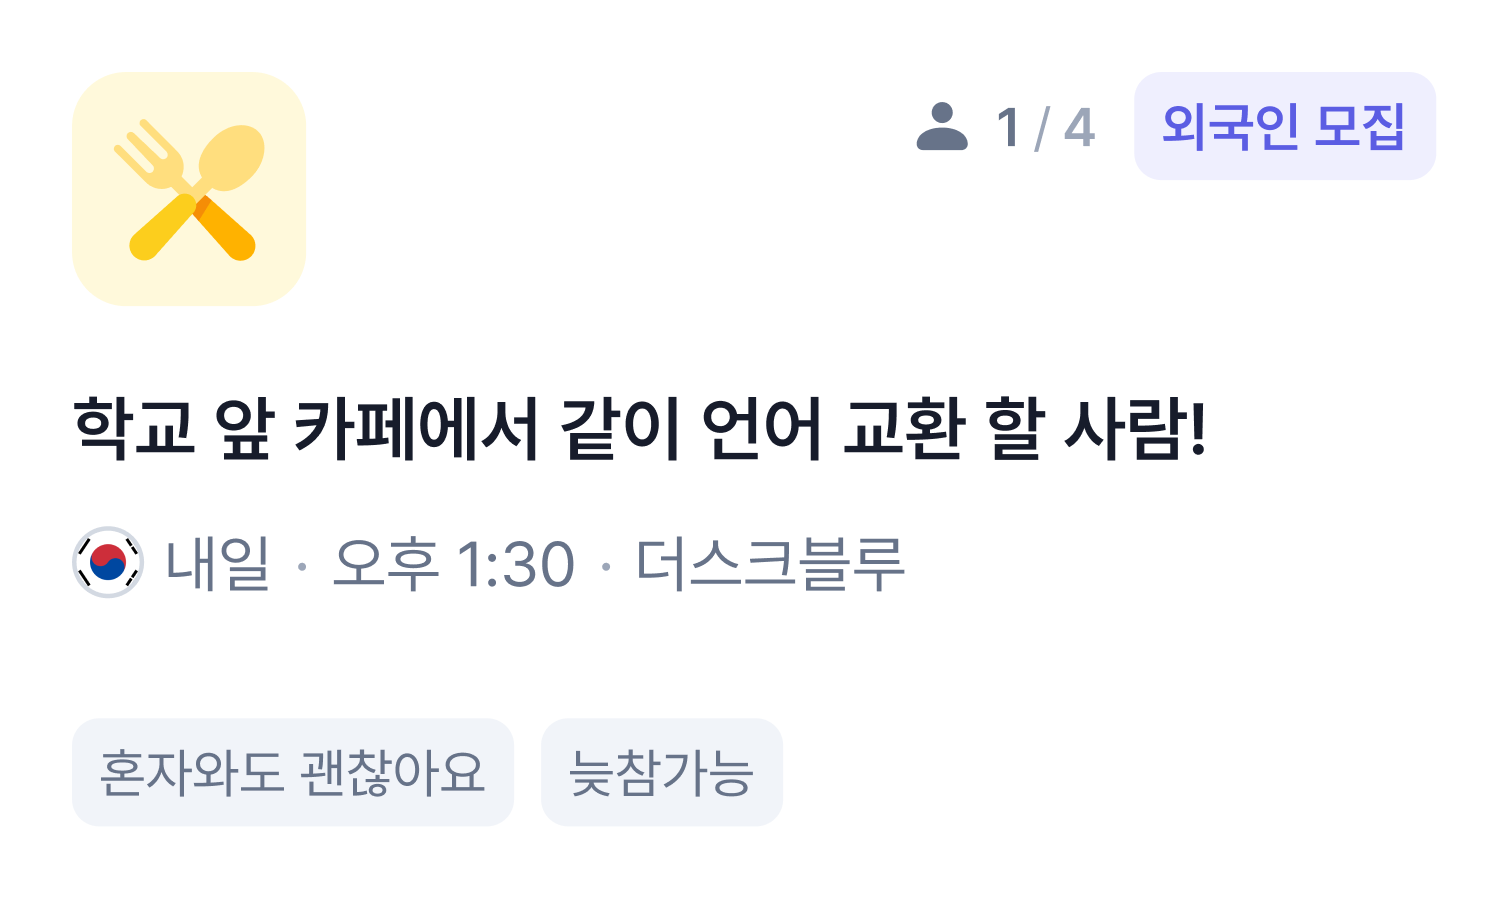 1 / 4 외국인 모집
학교 앞 카페에서 같이 언어 교환 할 사람!
내일 · 오후 1:30 · 더스크블루
혼자와도 괜찮아요 늦참가능